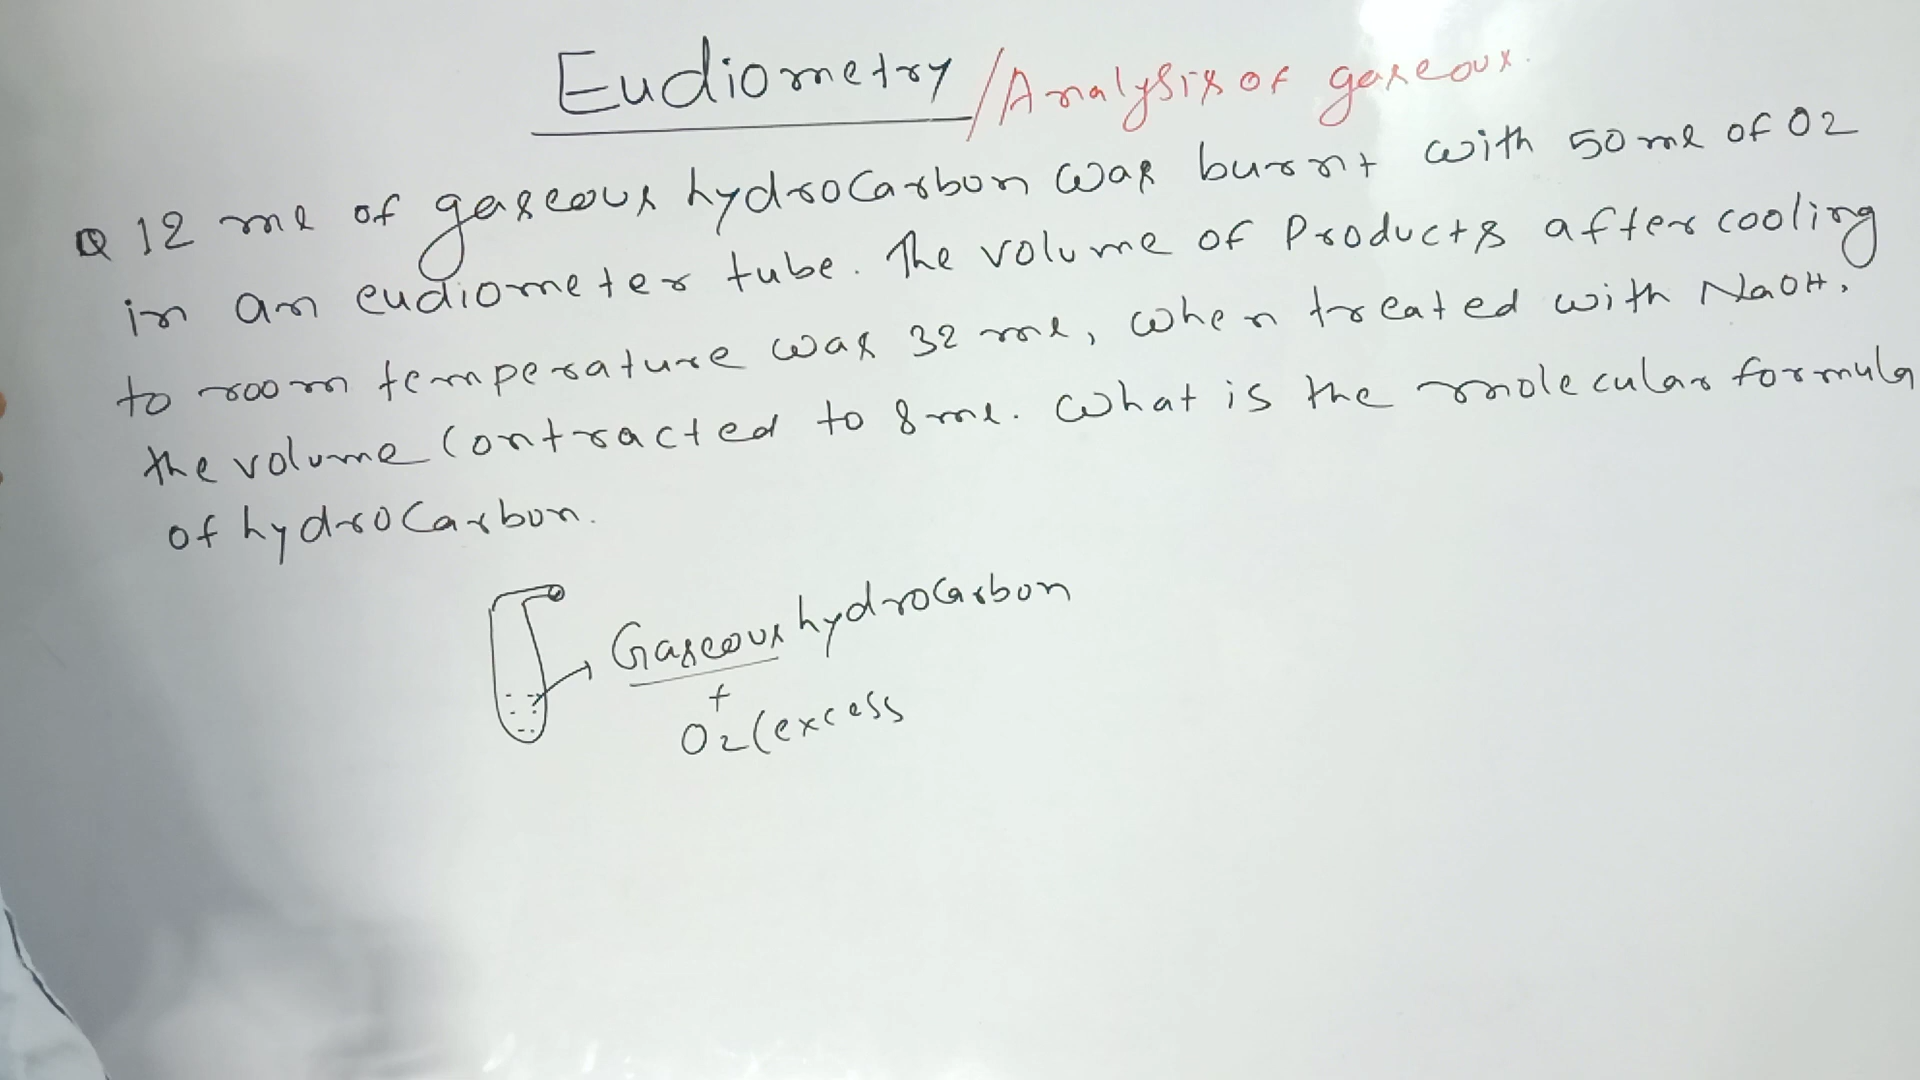 Eudiometry / Analysis of gaseous.
Q 12 ml of gaseous hydrocarbon was burnt with 50 ml of O2
in an eudiometer tube. The volume of Products after cooling
to room temperature was 32 ml, when treated with NaOH,
the volume contracted to 8 ml. What is the molecular formula
of hydrocarbon.
Gaseous hydrocarbon
+
O2 (excess